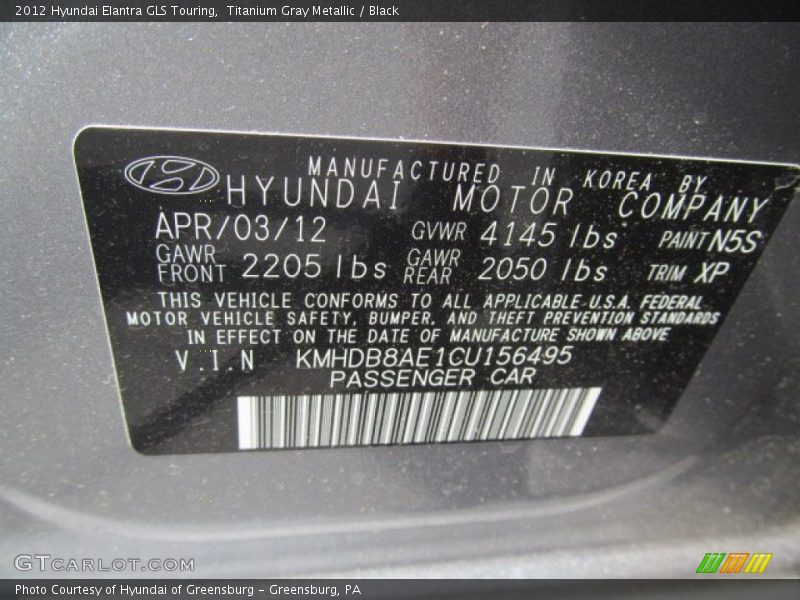 2012 Hyundai Elantra GLS Touring,  Titanium Gray Metallic / Black
MANUFACTURED IN KOREA BY
HYUNDAI MOTOR COMPANY
APR/03/12 GVWR 4145 lbs PAINT N5S
GAWR FRONT 2205 lbs GAWR REAR 2050 lbs TRIM XP
THIS VEHICLE CONFORMS TO ALL APPLICABLE U.S.A. FEDERAL
MOTOR VEHICLE SAFETY, BUMPER, AND THEFT PREVENTION STANDARDS
IN EFFECT ON THE DATE OF MANUFACTURE SHOWN ABOVE
V.I.N KMHDB8AE1CU156495
PASSENGER CAR
GTCARLOT.COM
Photo Courtesy of Hyundai of Greensburg – Greensburg, PA